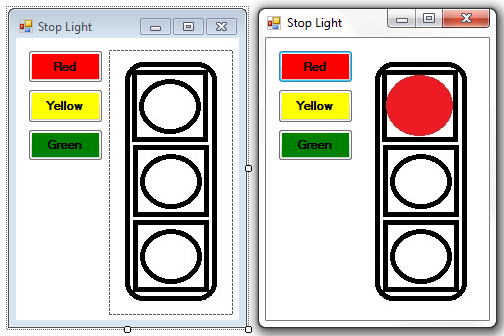 Stop Light
Red
Yellow
Green
Stop Light
Red
Yellow
Green